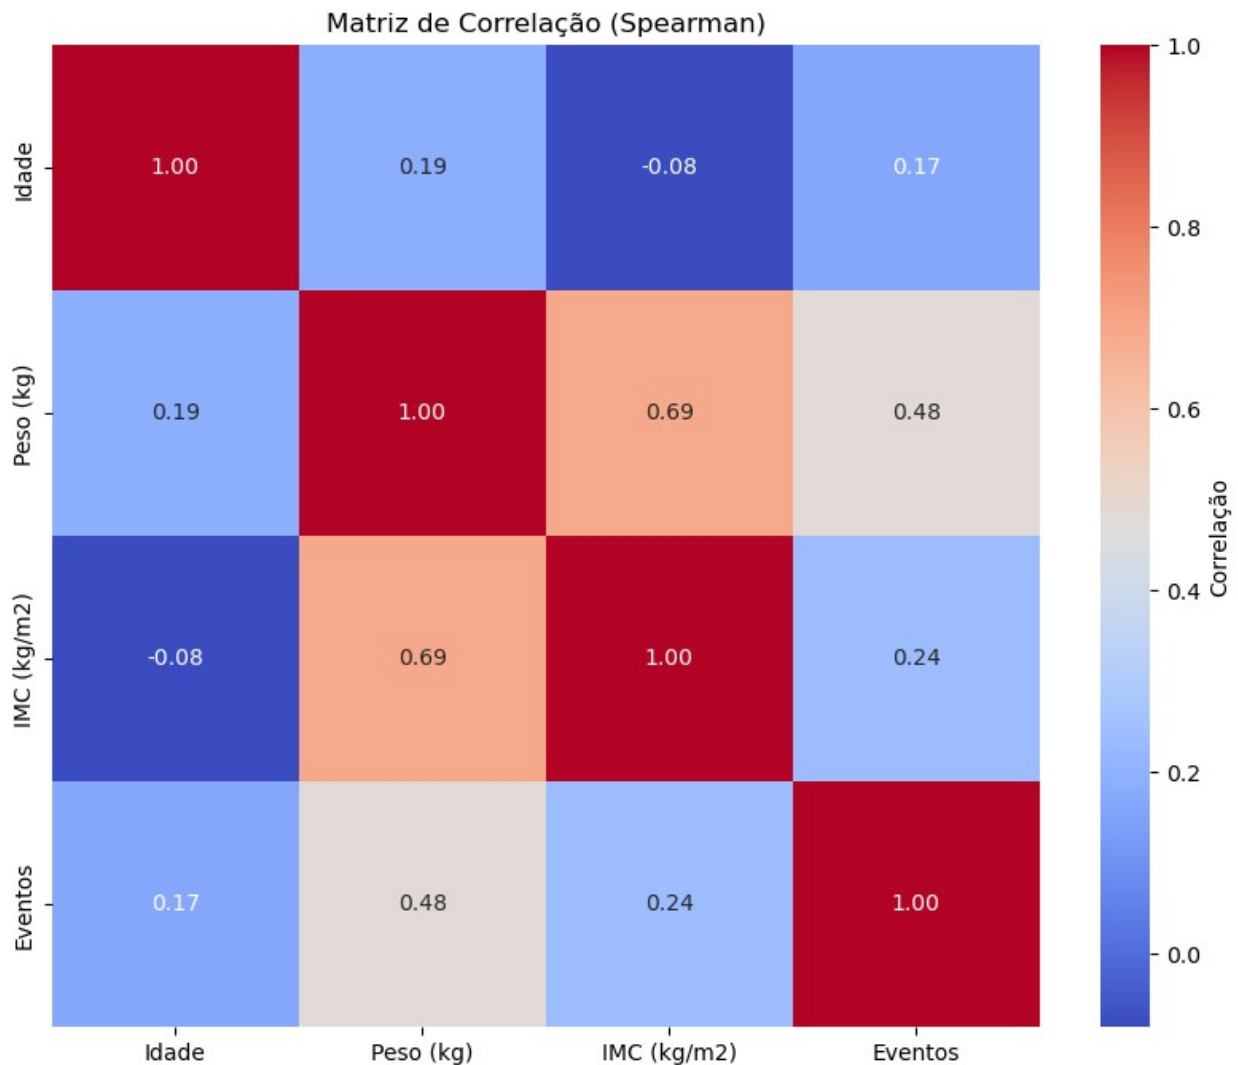 Matriz de Correlação (Spearman)
Idade
1.00
0.19
-0.08
0.17
Peso (kg)
0.19
1.00
0.69
0.48
IMC (kg/m2)
-0.08
0.69
1.00
0.24
Eventos
0.17
0.48
0.24
1.00
Idade
Peso (kg)
IMC (kg/m2)
Eventos
1.0
0.8
0.6
0.4
0.2
0.0
Correlação